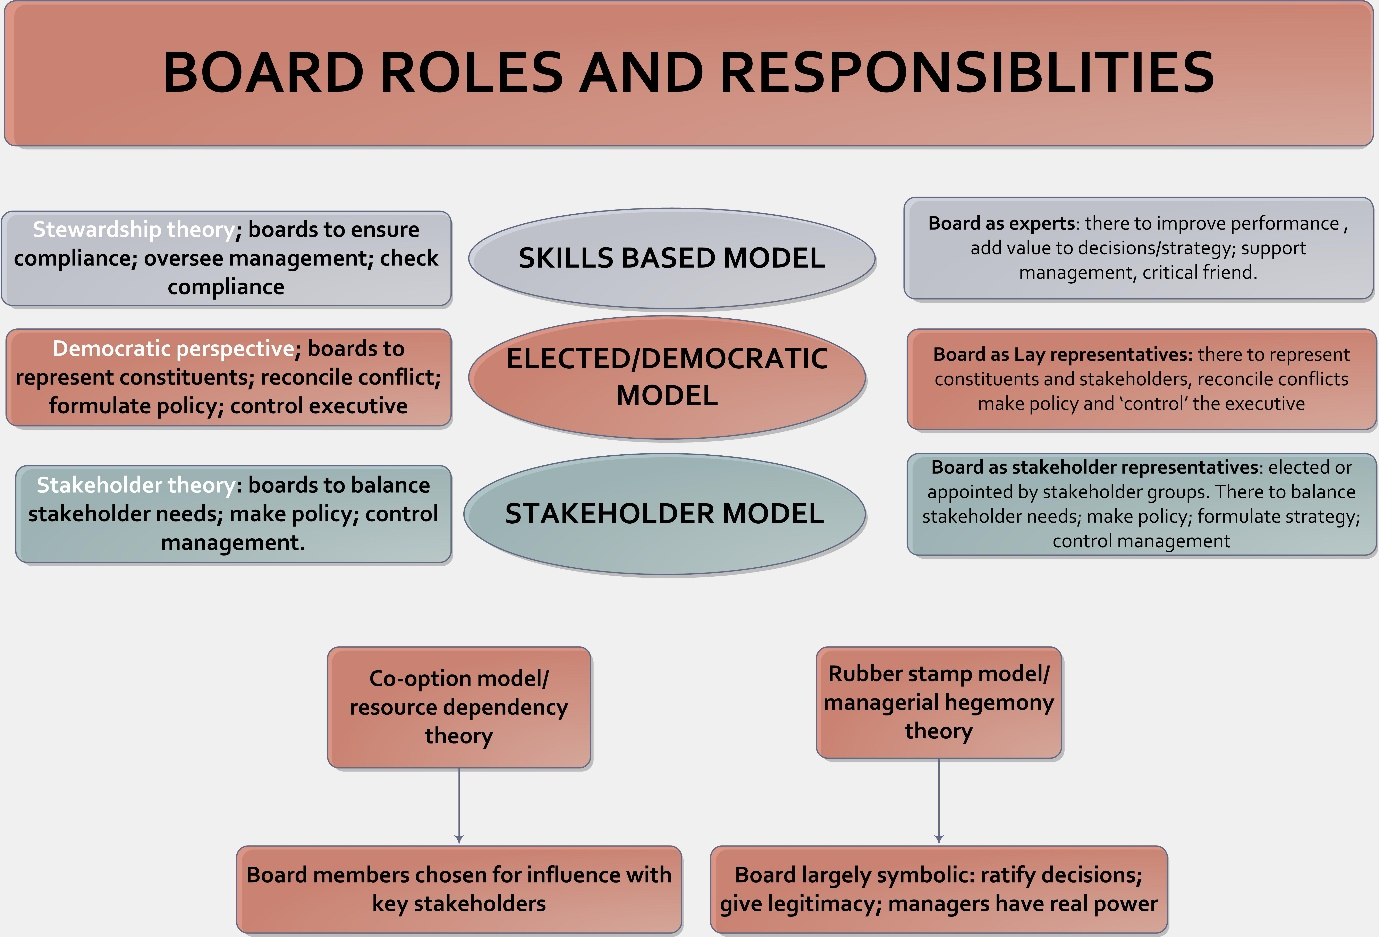 BOARD ROLES AND RESPONSIBLITIES
Stewardship theory; boards to ensure
compliance; oversee management; check
compliance
SKILLS BASED MODEL
Board as experts: there to improve performance ,
add value to decisions/strategy; support
management, critical friend.
Democratic perspective; boards to
represent constituents; reconcile conflict;
formulate policy; control executive
ELECTED/DEMOCRATIC
MODEL
Board as Lay representatives: there to represent
constituents and stakeholders, reconcile conflicts
make policy and ‘control’ the executive
Stakeholder theory: boards to balance
stakeholder needs; make policy; control
management.
STAKEHOLDER MODEL
Board as stakeholder representatives: elected or
appointed by stakeholder groups. There to balance
stakeholder needs; make policy; formulate strategy;
control management
Co-option model/
resource dependency
theory
Rubber stamp model/
managerial hegemony
theory
Board members chosen for influence with
key stakeholders
Board largely symbolic: ratify decisions;
give legitimacy; managers have real power